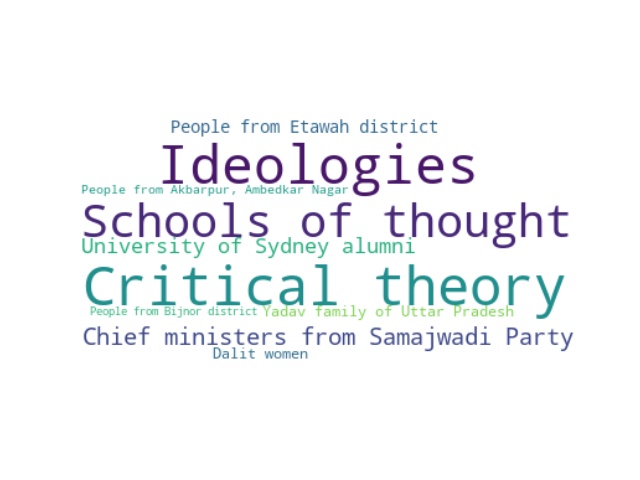 People from Etawah district
Ideologies
People from Akbarpur, Ambedkar Nagar
Schools of thought
University of Sydney alumni
Critical theory
People from Bijnor district
Yadav family of Uttar Pradesh
Chief ministers from Samajwadi Party
Dalit women